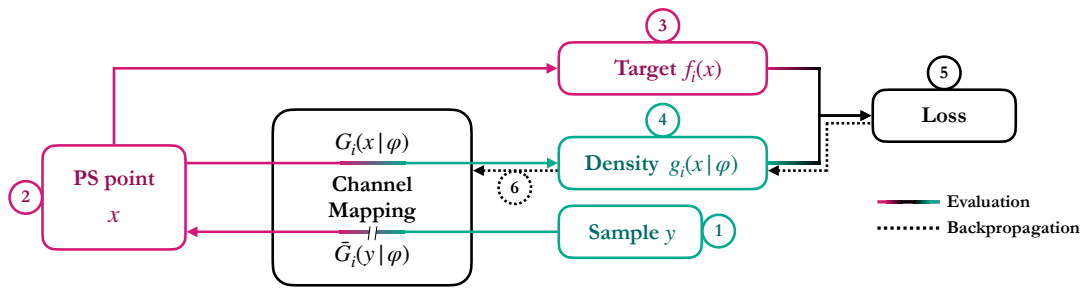 3
Target fᵢ(x)
5
Loss
4
Gᵢ(x|φ)
Density gᵢ(x|φ)
2
PS point
x
6
Channel
Mapping
Ḡᵢ(y|φ)
Sample y
1
Evaluation
Backpropagation